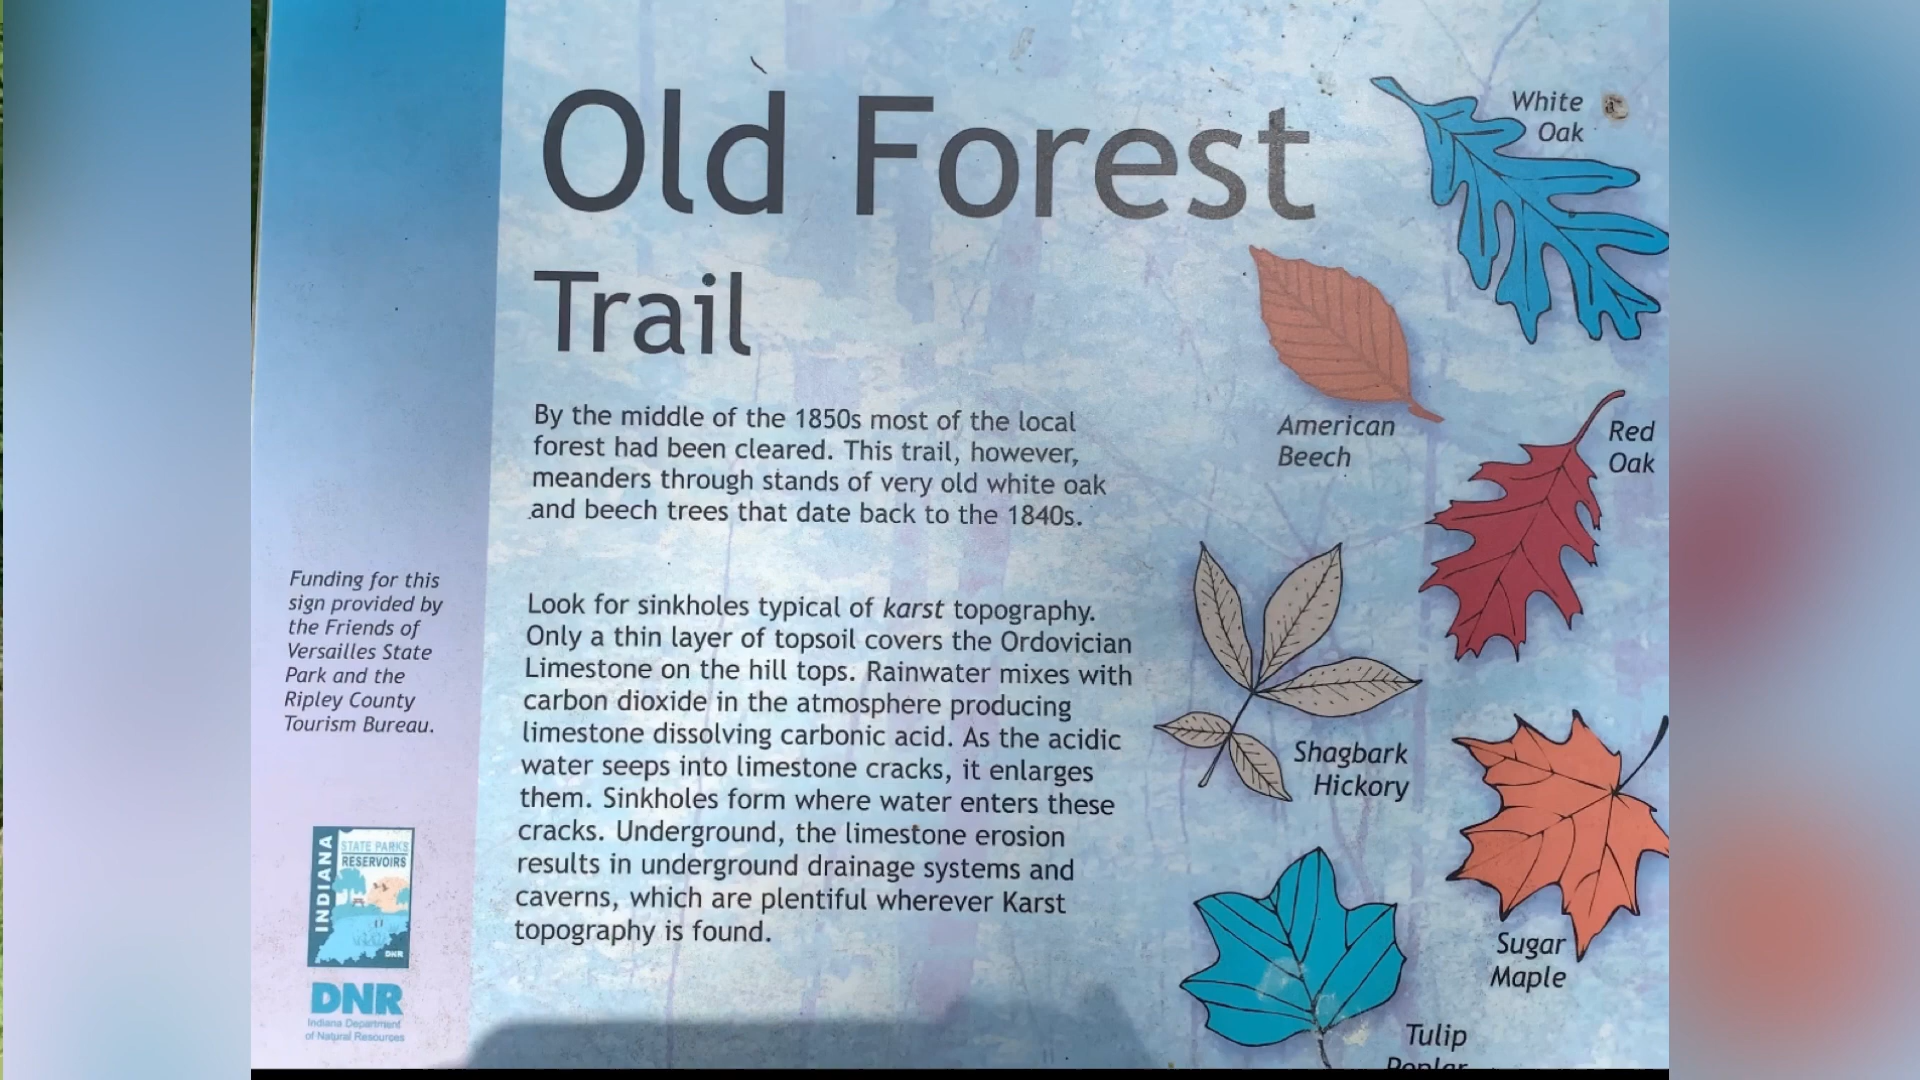 Old Forest
Trail
By the middle of the 1850s most of the local
forest had been cleared. This trail, however,
meanders through stands of very old white oak
and beech trees that date back to the 1840s.
Look for sinkholes typical of karst topography.
Only a thin layer of topsoil covers the Ordovician
Limestone on the hill tops. Rainwater mixes with
carbon dioxide in the atmosphere producing
limestone dissolving carbonic acid. As the acidic
water seeps into limestone cracks, it enlarges
them. Sinkholes form where water enters these
cracks. Underground, the limestone erosion
results in underground drainage systems and
caverns, which are plentiful wherever Karst
topography is found.
Funding for this
sign provided by
the Friends of
Versailles State
Park and the
Ripley County
Tourism Bureau.
INDIANA
STATE PARKS
RESERVOIRS
DNR
DNR
Indiana Department
of Natural Resources
White
Oak
American
Beech
Red
Oak
Shagbark
Hickory
Sugar
Maple
Tulip
Poplar